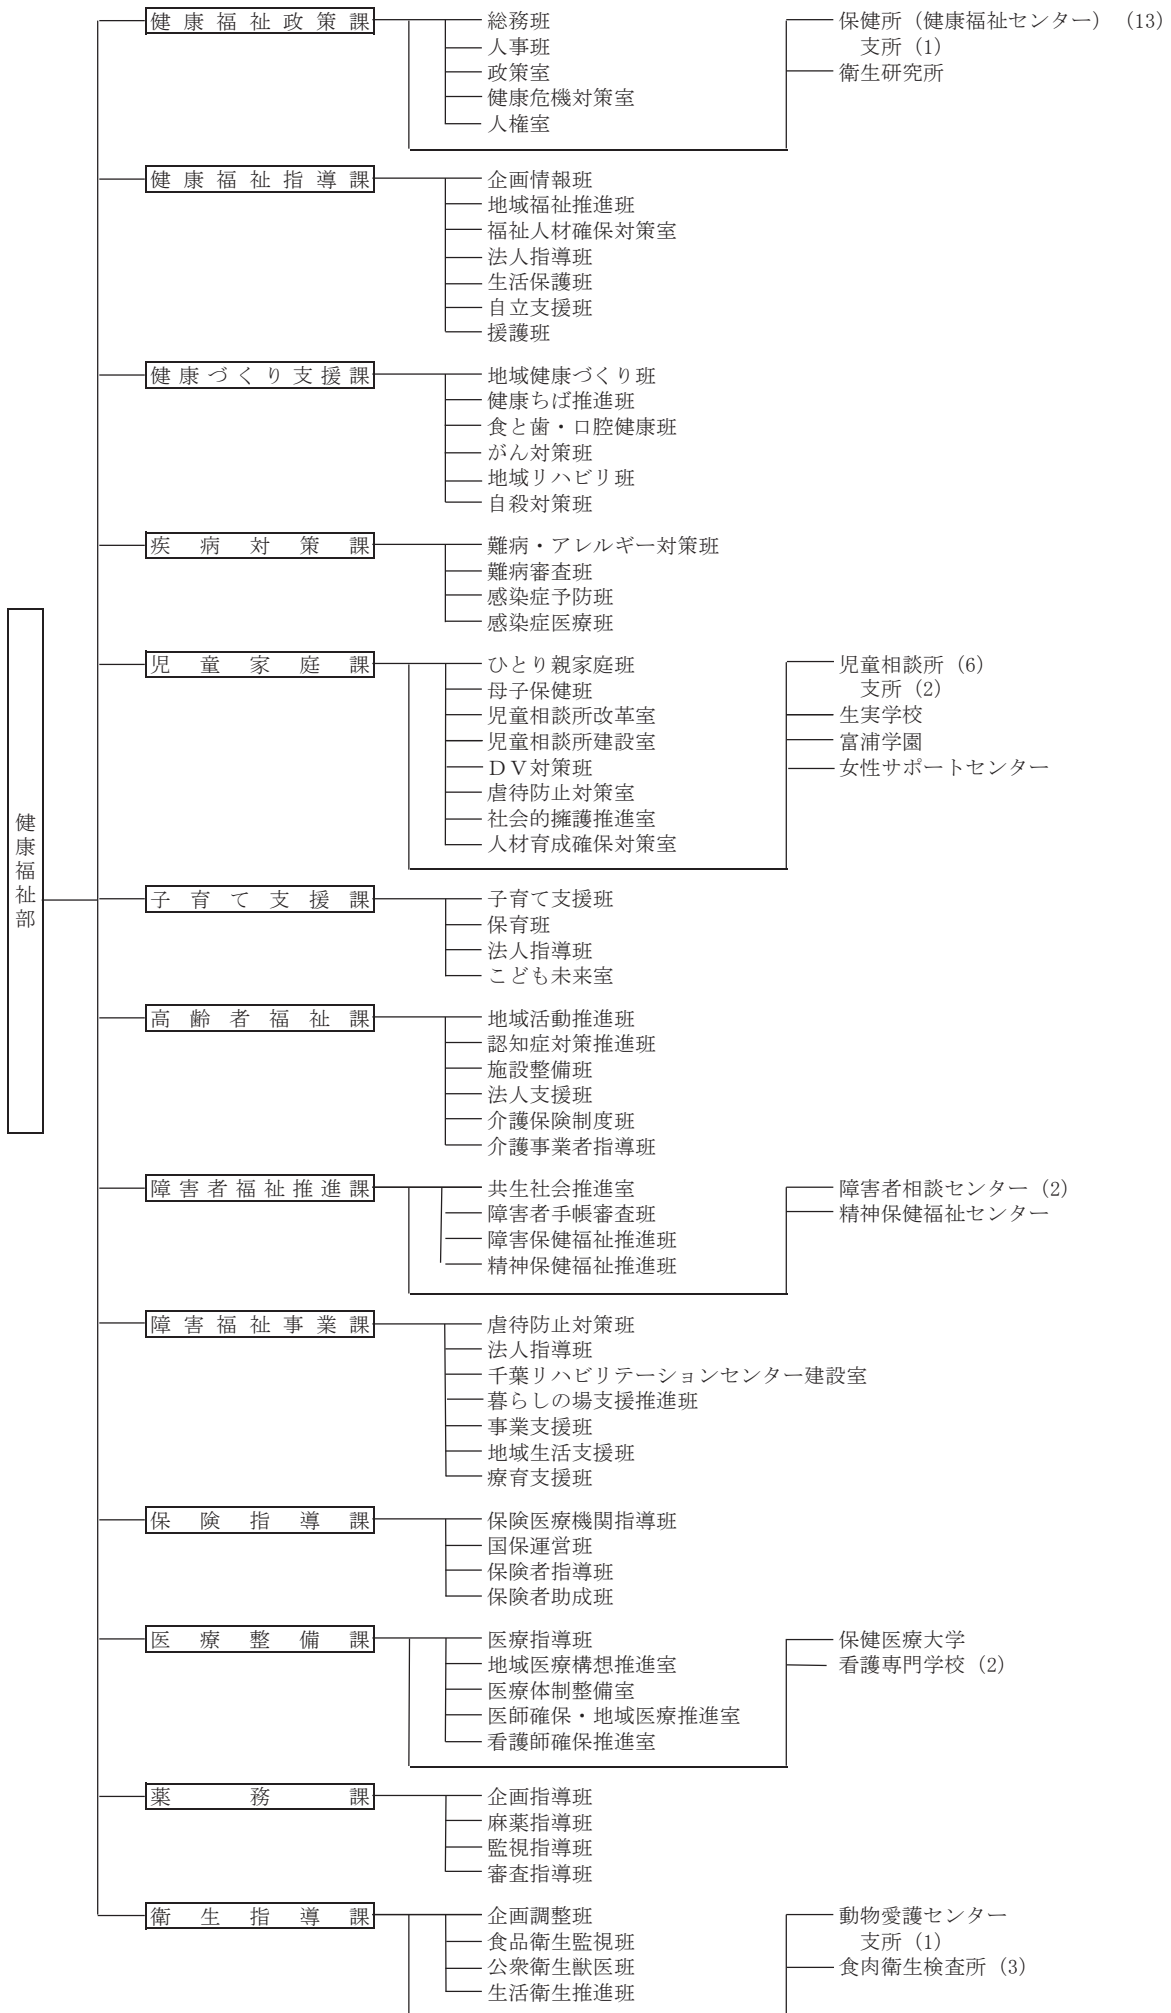 健康福祉部
健康福祉政策課
総務班
人事班
政策室
健康危機対策室
人権室
保健所（健康福祉センター）（13）
支所（1）
衛生研究所
健康福祉指導課
企画情報班
地域福祉推進班
福祉人材確保対策室
法人指導班
生活保護班
自立支援班
援護班
健康づくり支援課
地域健康づくり班
健康ちば推進班
食と歯・口腔健康班
がん対策班
地域リハビリ班
自殺対策班
疾病対策課
難病・アレルギー対策班
難病審査班
感染症予防班
感染症医療班
児童家庭課
ひとり親家庭班
母子保健班
児童相談所改革室
児童相談所建設室
ＤＶ対策班
虐待防止対策室
社会的擁護推進室
人材育成確保対策室
児童相談所（6）
支所（2）
生実学校
富浦学園
女性サポートセンター
子育て支援課
子育て支援班
保育班
法人指導班
こども未来室
高齢者福祉課
地域活動推進班
認知症対策推進班
施設整備班
法人支援班
介護保険制度班
介護事業者指導班
障害者福祉推進課
共生社会推進室
障害者手帳審査班
障害保健福祉推進班
精神保健福祉推進班
障害者相談センター（2）
精神保健福祉センター
障害福祉事業課
虐待防止対策班
法人指導班
千葉リハビリテーションセンター建設室
暮らしの場支援推進班
事業支援班
地域生活支援班
療育支援班
保険指導課
保険医療機関指導班
国保運営班
保険者指導班
保険者助成班
医療整備課
医療指導班
地域医療構想推進室
医療体制整備室
医師確保・地域医療推進室
看護師確保推進室
保健医療大学
看護専門学校（2）
薬務課
企画指導班
麻薬指導班
監視指導班
審査指導班
衛生指導課
企画調整班
食品衛生監視班
公衆衛生獣医班
生活衛生推進班
動物愛護センター
支所（1）
食肉衛生検査所（3）